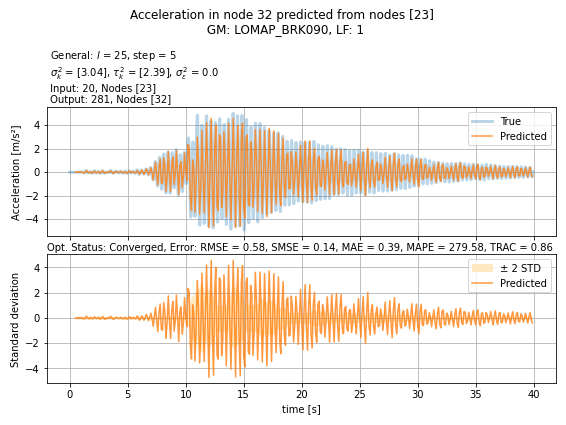 Acceleration in node 32 predicted from nodes [23]
GM: LOMAP_BRK090, LF: 1
General: l = 25, step = 5
σ²ₖ = [3.04], τ²ₖ = [2.39], σ²ε = 0.0
Input: 20, Nodes [23]
Output: 281, Nodes [32]
Acceleration [m/s²]
4
2
0
−2
−4
True
Predicted
Opt. Status: Converged, Error: RMSE = 0.58, SMSE = 0.14, MAE = 0.39, MAPE = 279.58, TRAC = 0.86
Standard deviation
4
2
0
−2
−4
± 2 STD
Predicted
0 5 10 15 20 25 30 35 40
time [s]